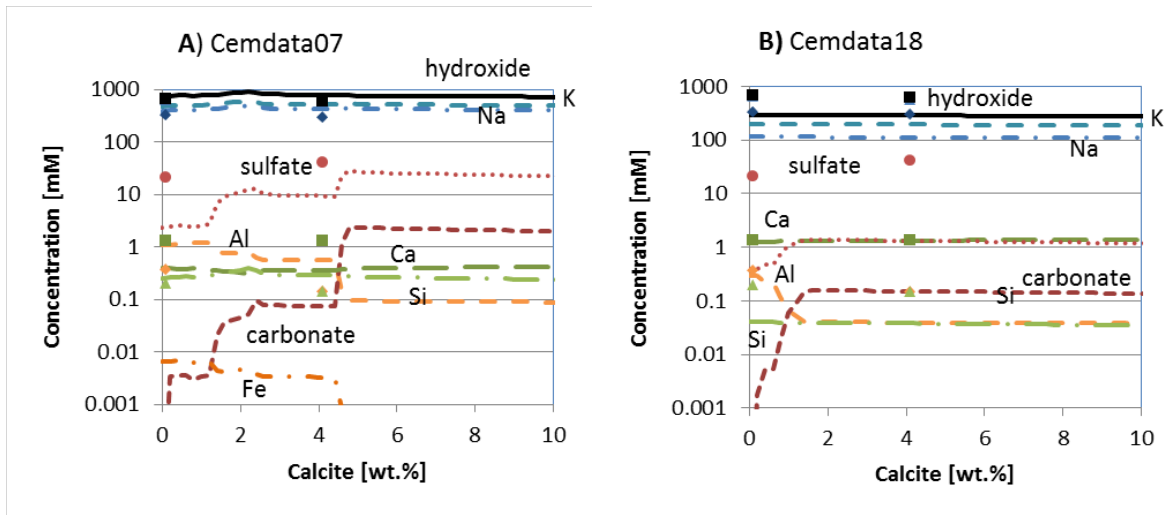 A) Cemdata07
hydroxide
K
Na
sulfate
Al
Ca
Si
carbonate
Fe
1000
100
10
1
0.1
0.01
0.001
0 2 4 6 8 10
Concentration [mM]
Calcite [wt.%]
B) Cemdata18
hydroxide
K
Na
sulfate
Ca
Al
carbonate
Si
Si
1000
100
10
1
0.1
0.01
0.001
0 2 4 6 8 10
Concentration [mM]
Calcite [wt.%]